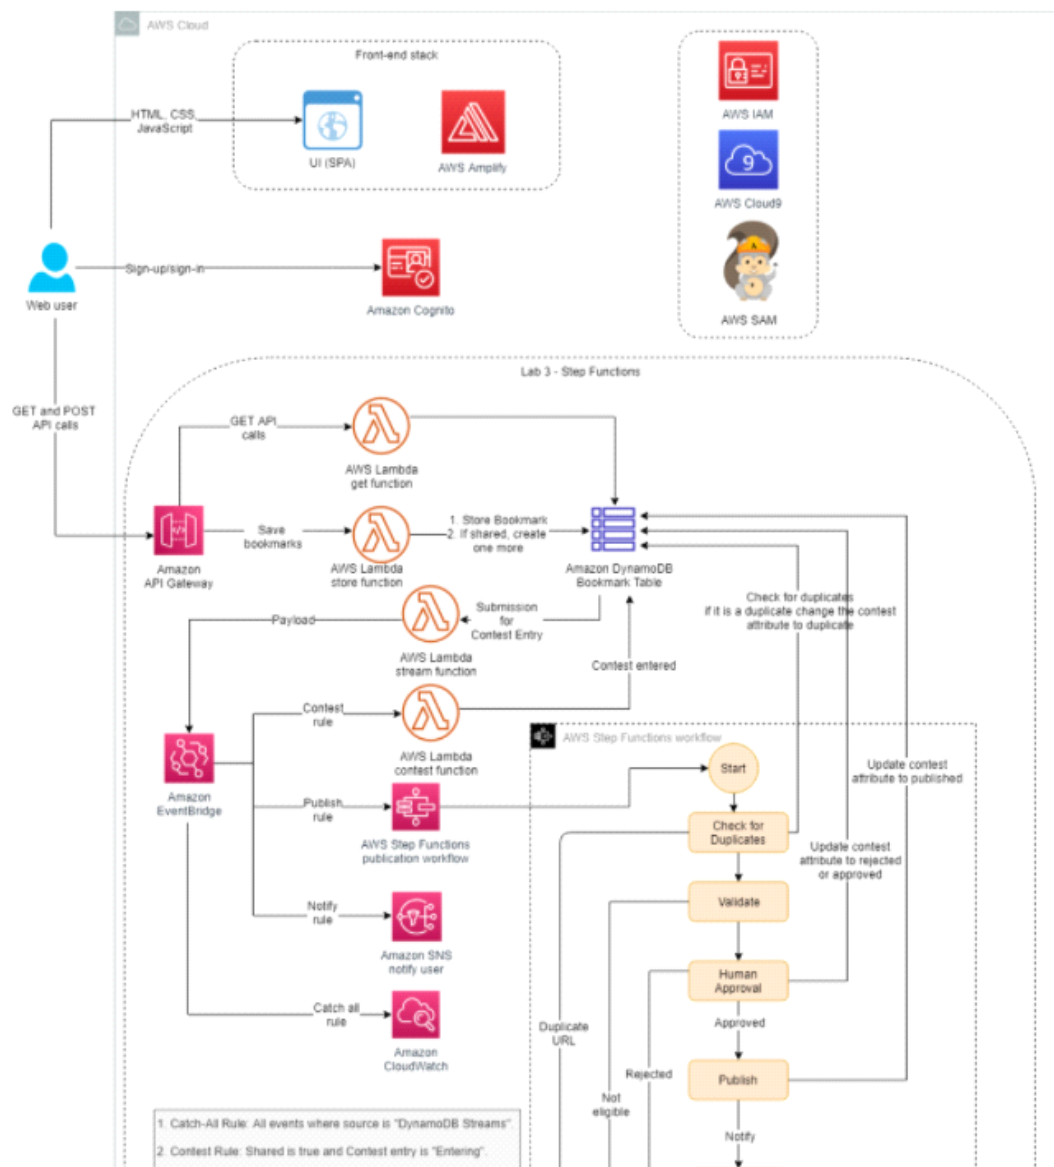 AWS Cloud
Front-end stack
HTML, CSS,
JavaScript
UI (SPA)
AWS Amplify
AWS IAM
9
AWS Cloud9
A
AWS SAM
Web user
Sign-up/sign-in
Amazon Cognito
Lab 3 - Step Functions
GET and POST
API calls
GET API
calls
AWS Lambda
get function
Amazon
API Gateway
Save
bookmarks
AWS Lambda
store function
1. Store Bookmark
2. If shared, create
one more
Amazon DynamoDB
Bookmark Table
Check for duplicates
if it is a duplicate change the contest
attribute to duplicate
Payload
AWS Lambda
stream function
Submission
for
Contest Entry
Contest entered
Contest
rule
AWS Lambda
contest function
Amazon
EventBridge
Publish
rule
AWS Step Functions
publication workflow
Notify
rule
Amazon SNS
notify user
Catch all
rule
Amazon
CloudWatch
AWS Step Functions workflow
Start
Check for
Duplicates
Validate
Human
Approval
Approved
Publish
Notify
Update contest
attribute to published
Update contest
attribute to rejected
or approved
Duplicate
URL
Not
eligible
Rejected
1. Catch-All Rule: All events where source is "DynamoDB Streams".
2. Contest Rule: Shared is true and Contest entry is "Entering".